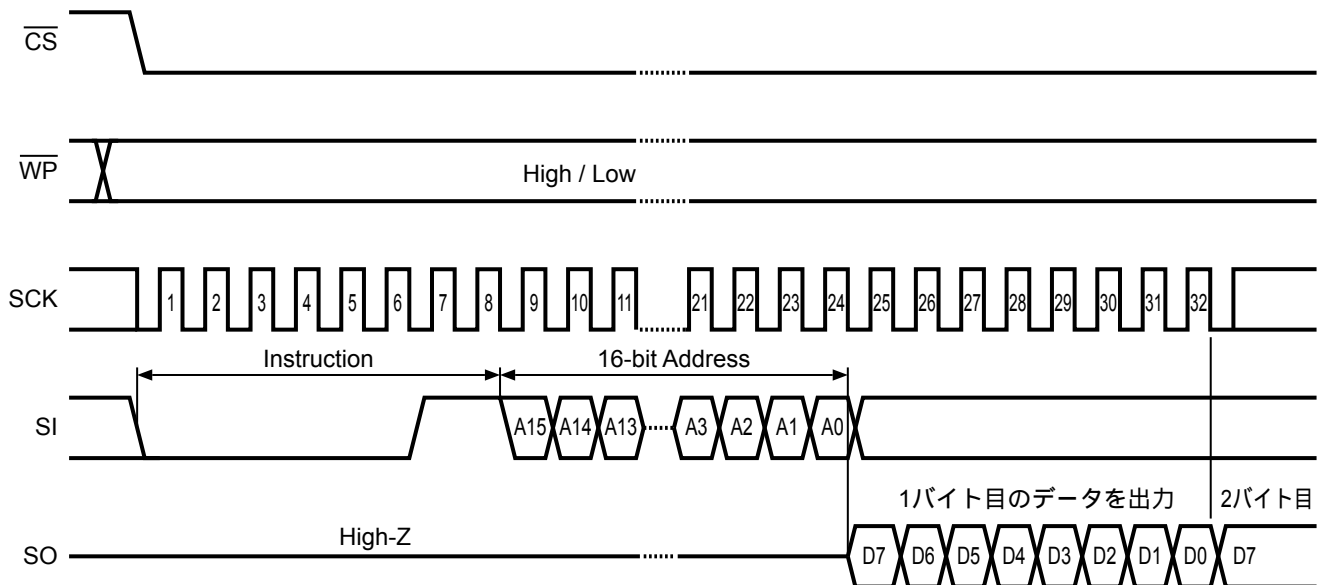 CS
WP
High / Low
SCK
1 2 3 4 5 6 7 8 9 10 11 21 22 23 24 25 26 27 28 29 30 31 32
Instruction
16-bit Address
SI
A15 A14 A13 A3 A2 A1 A0
1バイト目のデータを出力
2バイト目
High-Z
SO
D7 D6 D5 D4 D3 D2 D1 D0 D7